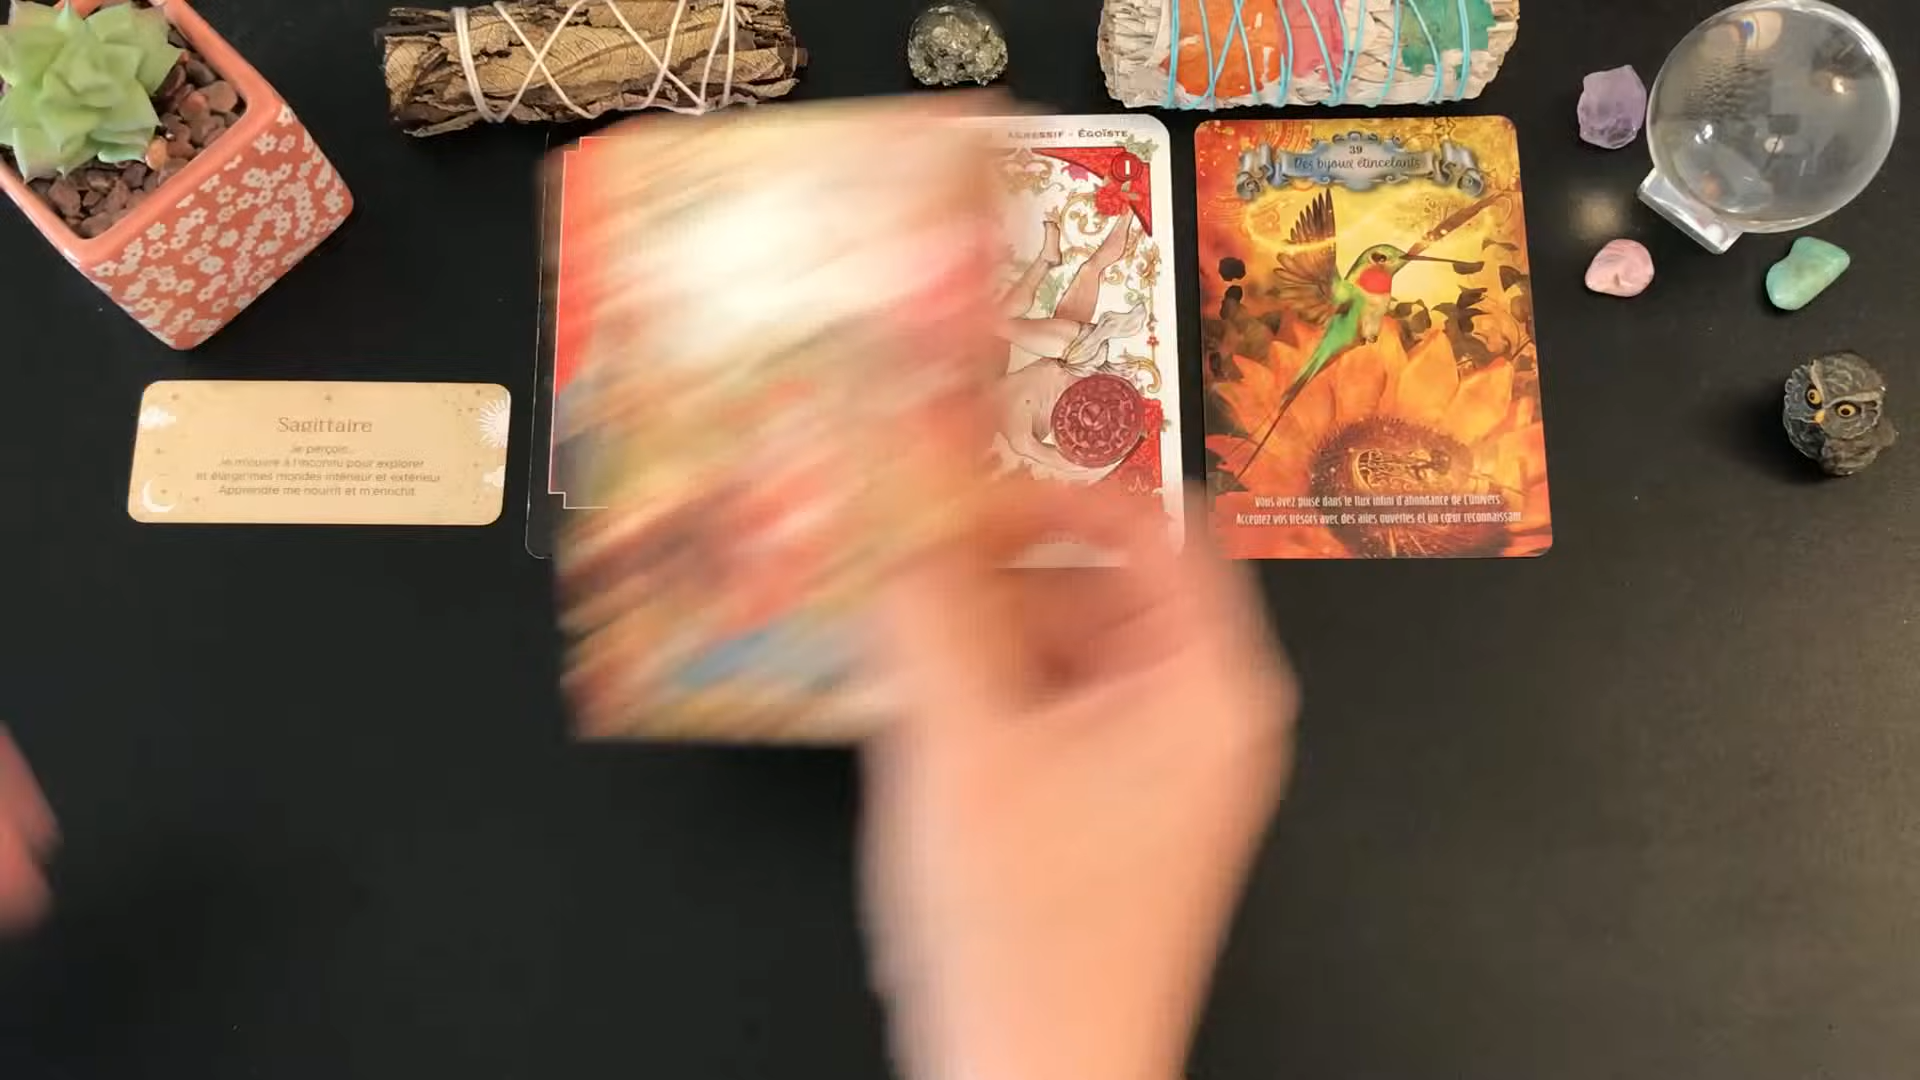 Sagittaire
Je perçois...
Je m'ouvre à l'inconnu pour explorer
et élargir mes mondes intérieur et extérieur.
Apprendre me nourrit et m'enrichit.
AGRESSIF - ÉGOÏSTE
1
39
Des bijoux étincelants
Vous avez puisé dans le flux infini d'abondance de l'Univers.
Acceptez vos trésors avec des ailes ouvertes et un cœur reconnaissant.